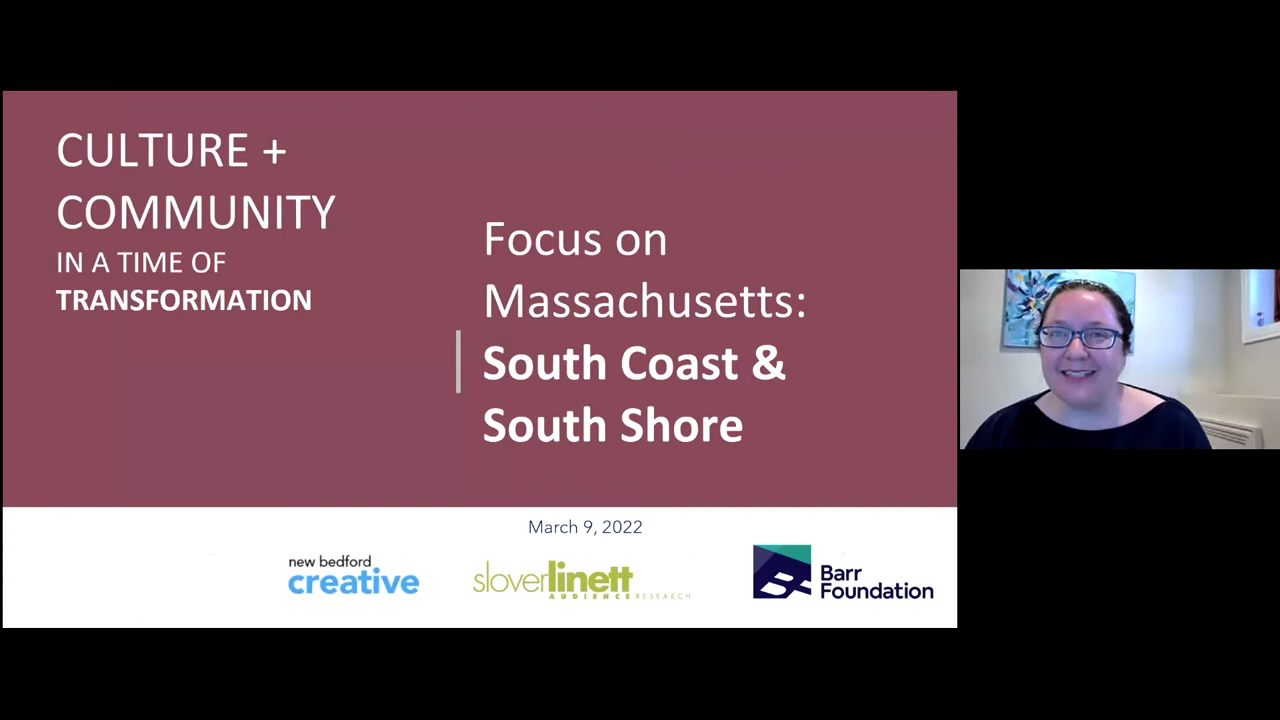 CULTURE +
COMMUNITY
IN A TIME OF
TRANSFORMATION
Focus on
Massachusetts:
South Coast &
South Shore
March 9, 2022
new bedford
creative
sloverlinett
AUDIENCE RESEARCH
Barr
Foundation